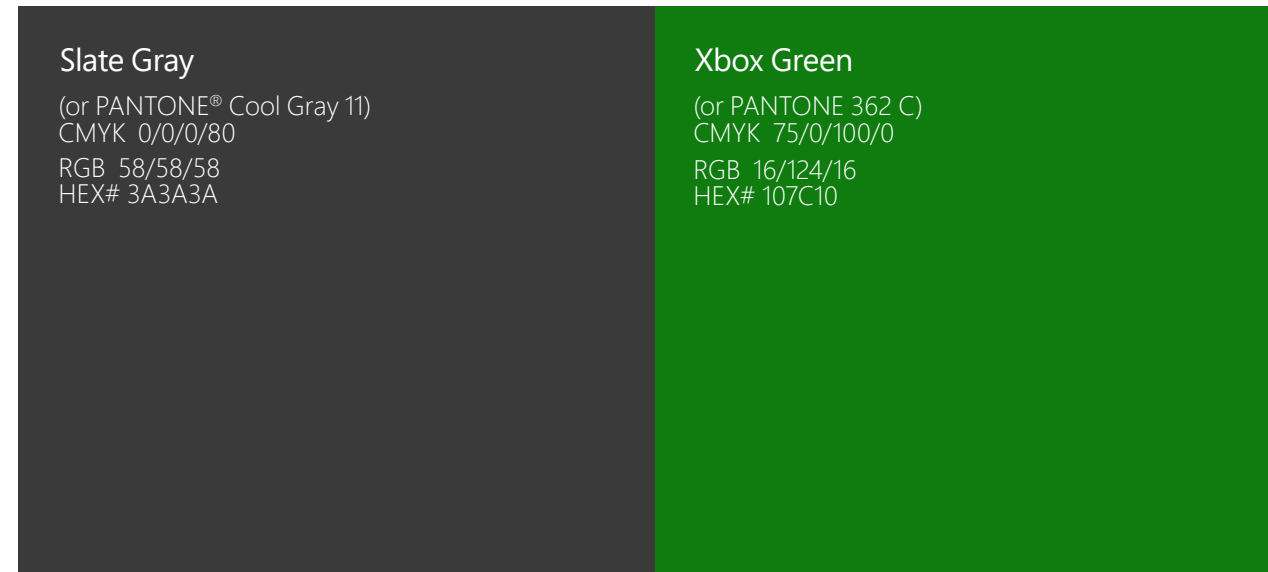 Slate Gray
(or PANTONE® Cool Gray 11)
CMYK 0/0/0/80
RGB 58/58/58
HEX# 3A3A3A
Xbox Green
(or PANTONE 362 C)
CMYK 75/0/100/0
RGB 16/124/16
HEX# 107C10